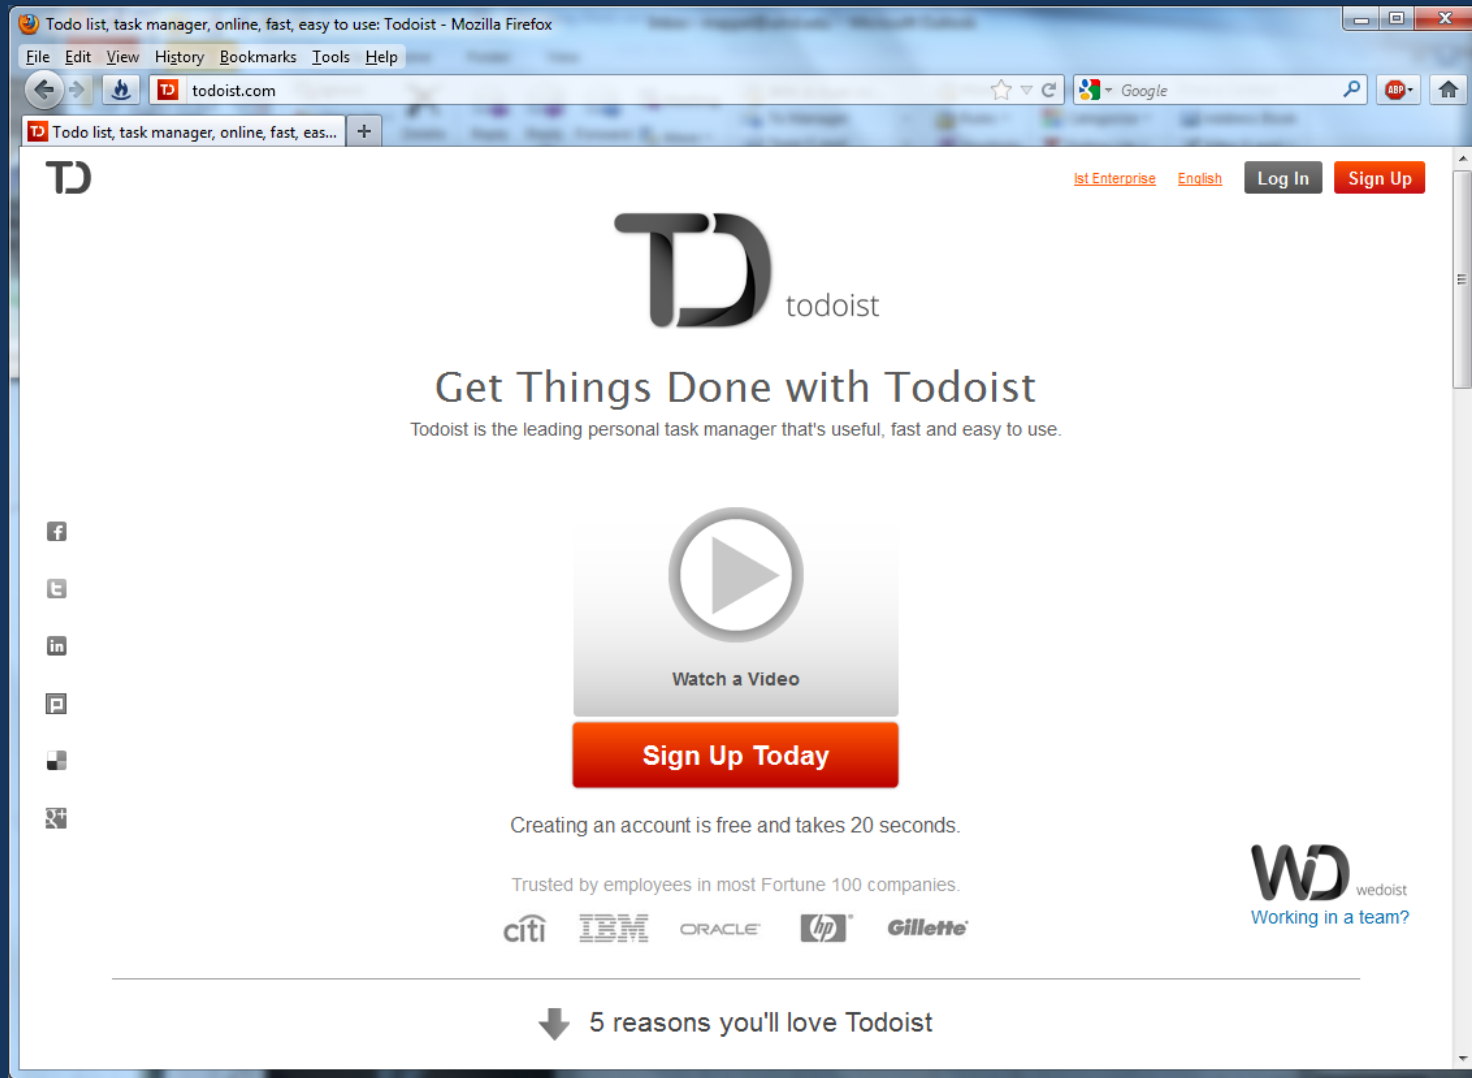 Todo list, task manager, online, fast, easy to use: Todoist - Mozilla Firefox
File Edit View History Bookmarks Tools Help
todoist.com
Google
ABP
Todo list, task manager, online, fast, eas...
TD
Ist Enterprise English Log In Sign Up
TD todoist
Get Things Done with Todoist
Todoist is the leading personal task manager that's useful, fast and easy to use.
Watch a Video
Sign Up Today
Creating an account is free and takes 20 seconds.
Trusted by employees in most Fortune 100 companies.
citi IBM ORACLE hp Gillette
WD wedoist
Working in a team?
5 reasons you'll love Todoist